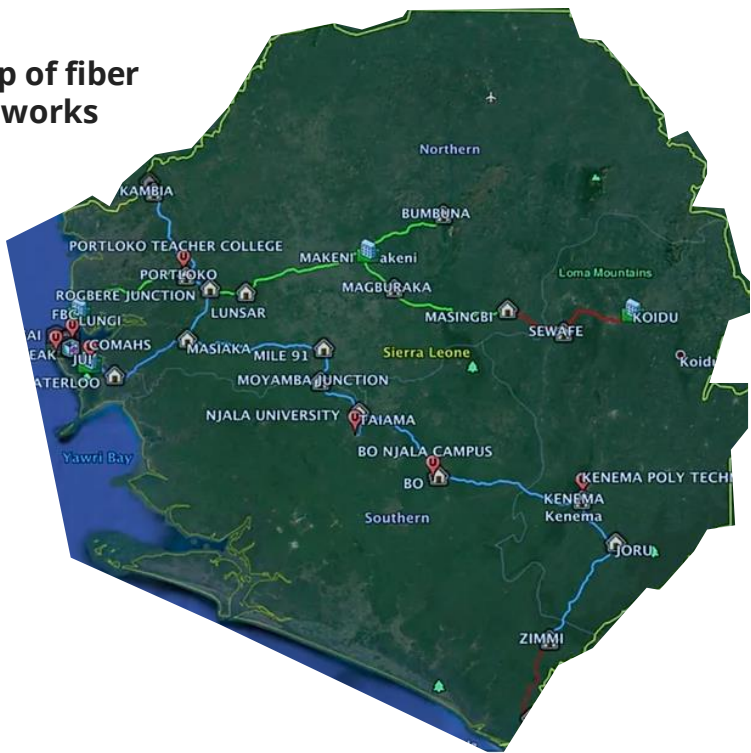 p of fiber
works
Northern
KAMBIA
BUMBUNA
PORTLOKO TEACHER COLLEGE
MAKENI
akeni
PORTLOKO
Loma Mountains
ROGBERE JUNCTION
MAGBURAKA
LUNSAR
FBC
LUNGI
MASINGBI
KOIDU
SEWAFE
AI
COMAHS
MASIAKA
MILE 91
Sierra Leone
EAK
JUI
Koidu
ATERLOO
MOYAMBA JUNCTION
NJALA UNIVERSITY
TAIAMA
BO NJALA CAMPUS
Yawri Bay
BO
KENEMA POLY TECH
KENEMA
Kenema
Southern
JORU
ZIMMI